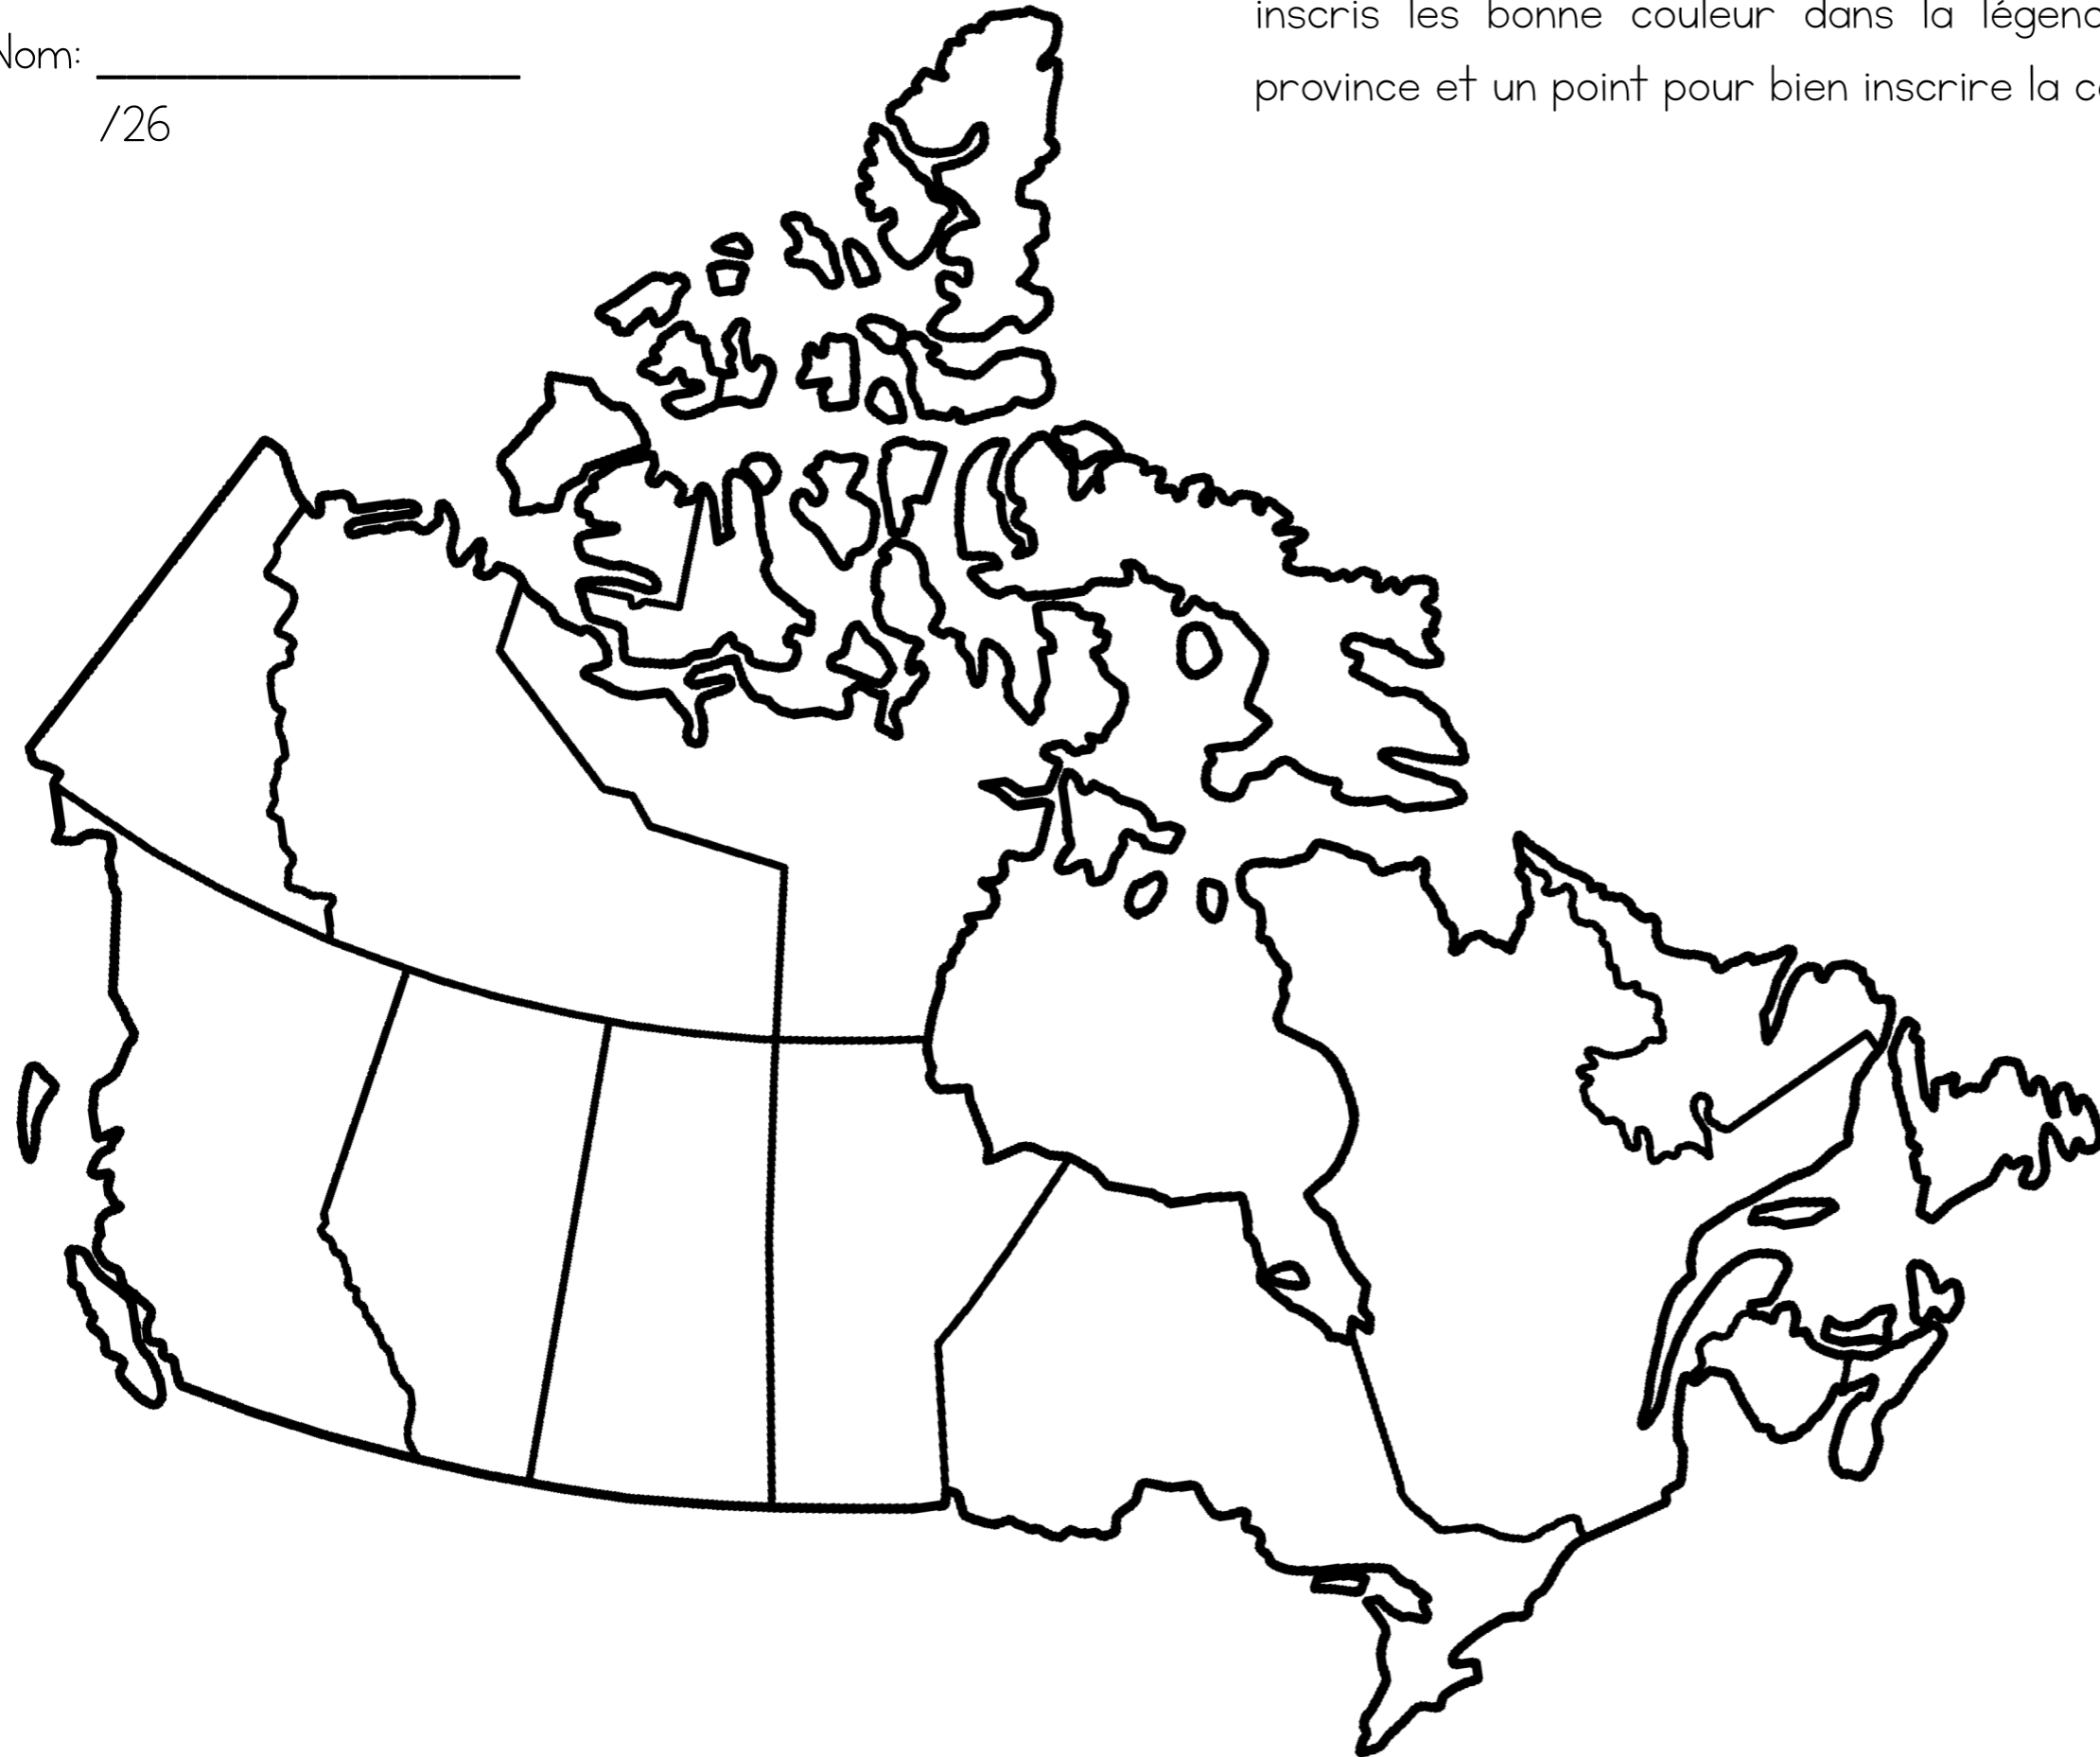 Nom:
/26
inscris les bonne couleur dans la
province et un point pour bien inscrire la